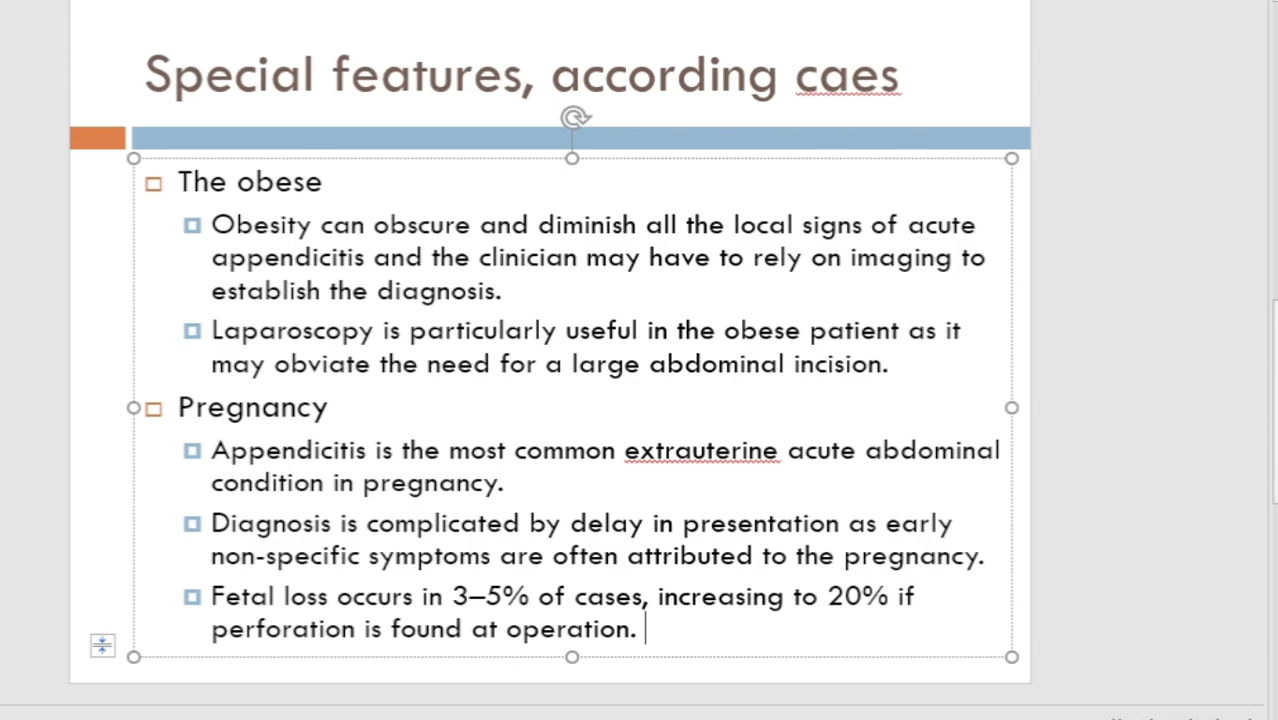 Special features, according caes
The obese
Obesity can obscure and diminish all the local signs of acute
appendicitis and the clinician may have to rely on imaging to
establish the diagnosis.
Laparoscopy is particularly useful in the obese patient as it
may obviate the need for a large abdominal incision.
Pregnancy
Appendicitis is the most common extrauterine acute abdominal
condition in pregnancy.
Diagnosis is complicated by delay in presentation as early
non-specific symptoms are often attributed to the pregnancy.
Fetal loss occurs in 3–5% of cases, increasing to 20% if
perforation is found at operation.